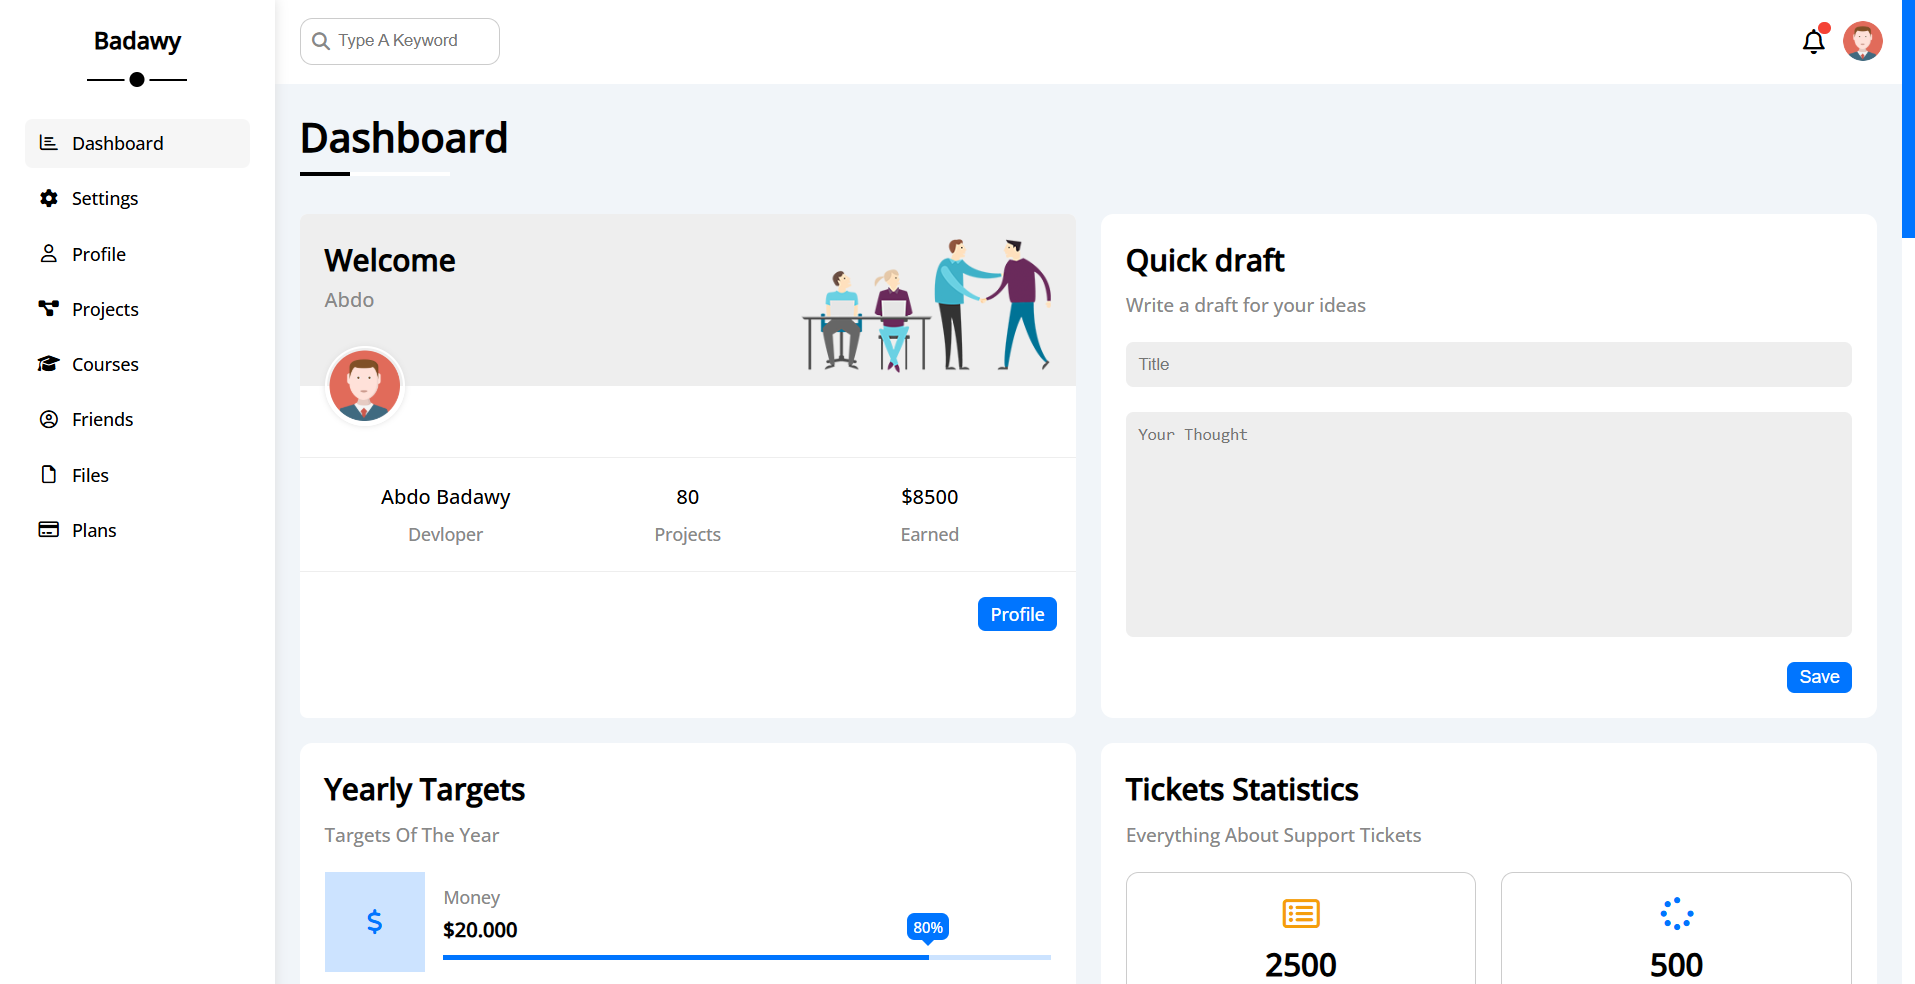 Badawy
Dashboard
Settings
Profile
Projects
Courses
Friends
Files
Plans
Type A Keyword
Dashboard
Welcome
Abdo
Abdo Badawy
Devloper
80
Projects
$8500
Earned
Profile
Quick draft
Write a draft for your ideas
Title
Your Thought
Save
Yearly Targets
Targets Of The Year
$
Money
$20.000
80%
Tickets Statistics
Everything About Support Tickets
2500
500